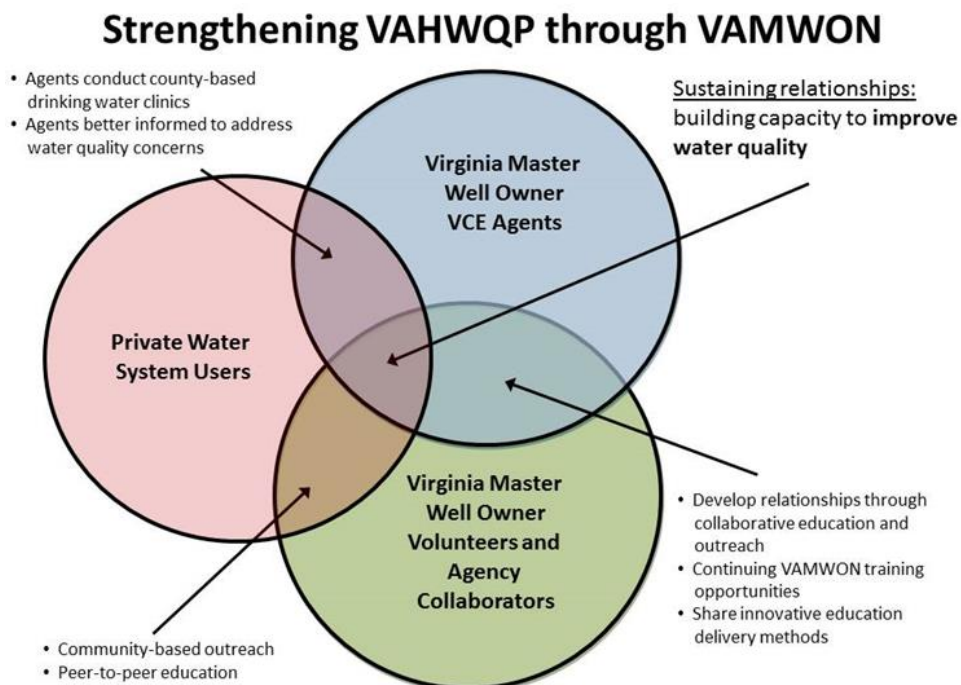 Strengthening VAHWQP through VAMWON
• Agents conduct county-based
drinking water clinics
• Agents better informed to address
water quality concerns
Sustaining relationships:
building capacity to improve
water quality
Virginia Master
Well Owner
VCE Agents
Private Water
System Users
Virginia Master
Well Owner
Volunteers and
Agency
Collaborators
• Develop relationships through
collaborative education and
outreach
• Continuing VAMWON training
opportunities
• Share innovative education
delivery methods
• Community-based outreach
• Peer-to-peer education